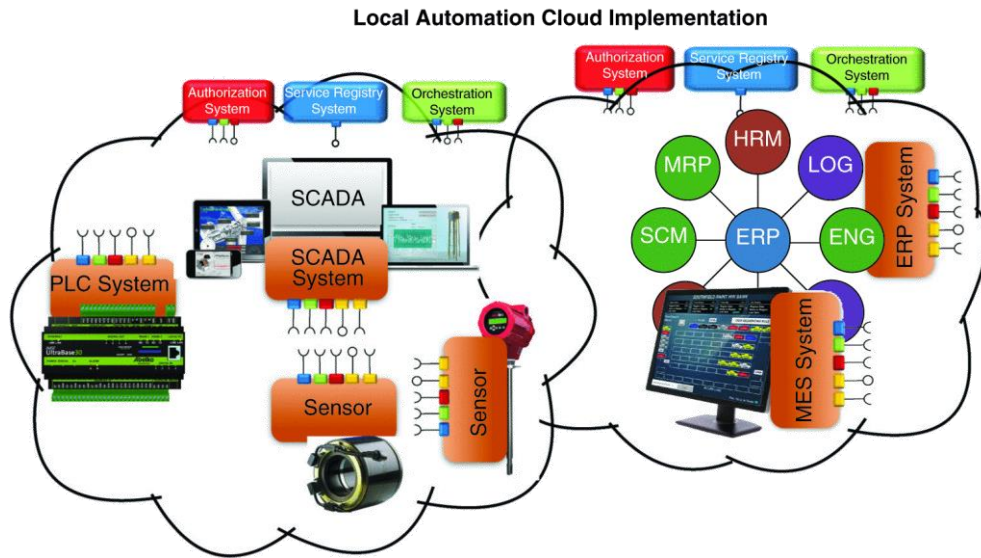 Local Automation Cloud Implementation
Authorization
System
Service Registry
System
Orchestration
System
Authorization
System
Service Registry
System
Orchestration
System
HRM
MRP
LOG
SCADA
SCM
ERP
ENG
ERP System
SCADA
System
PLC System
UltraBase30
MES System
Sensor
Sensor